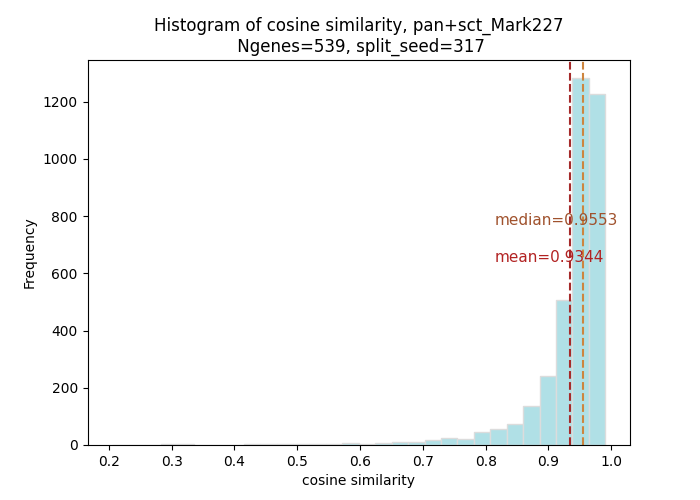 Histogram of cosine similarity, pan+sct_Mark227
Ngenes=539, split_seed=317
Frequency
1200
1000
800
600
400
200
0
median=0.9553
mean=0.9344
0.2 0.3 0.4 0.5 0.6 0.7 0.8 0.9 1.0
cosine similarity